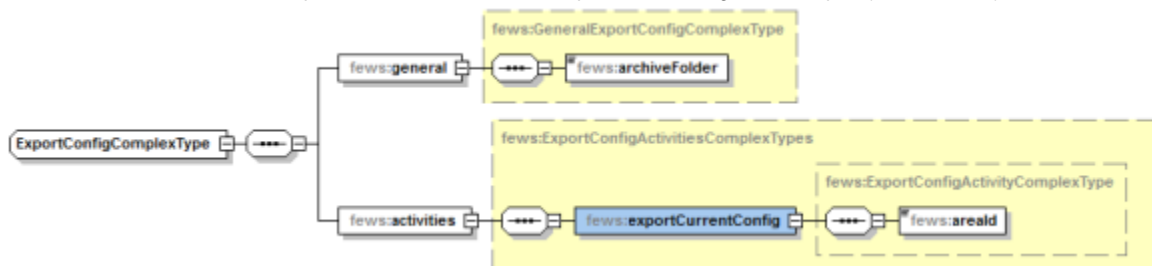 fews:GeneralExportConfigComplexType
fews:general
fews:archiveFolder
ExportConfigComplexType
fews:ExportConfigActivitiesComplexTypes
fews:ExportConfigActivityComplexType
fews:activities
fews:exportCurrentConfig
fews:areaId